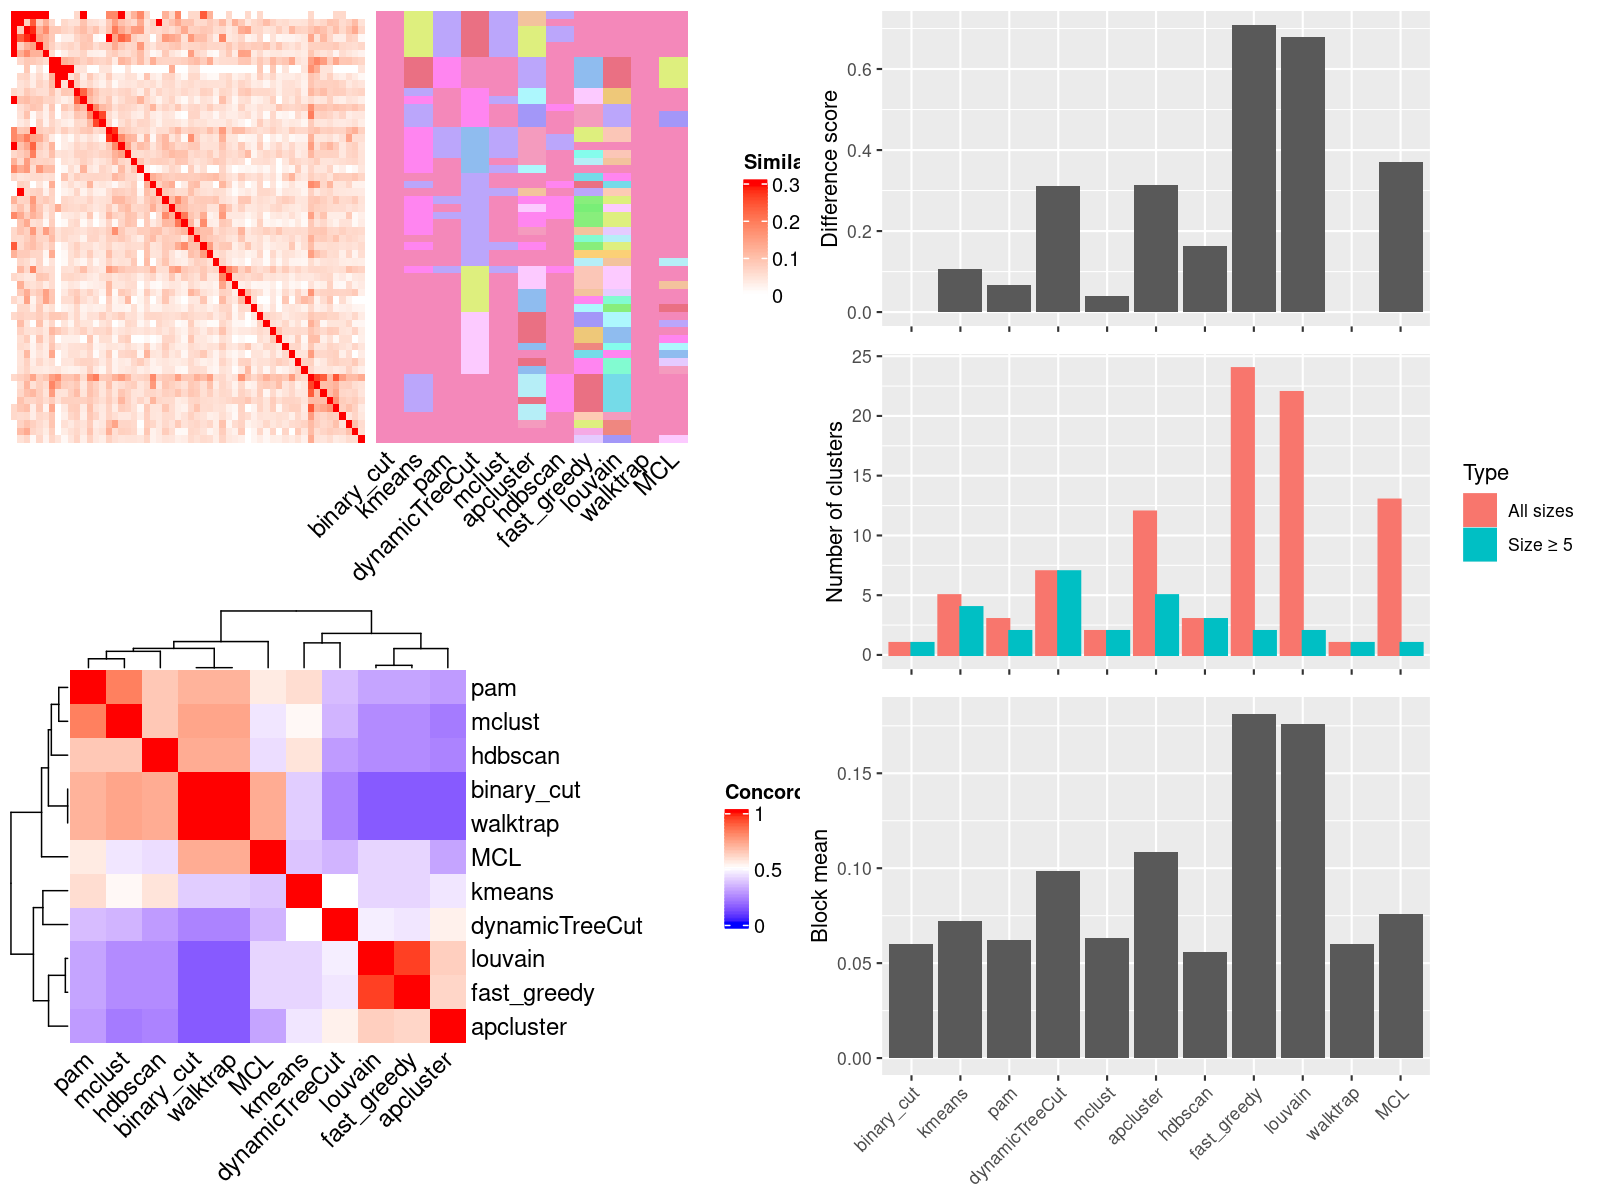 Simila
0.3
0.2
0.1
0
binary_cut
kmeans
pam
dynamicTreeCut
mclust
apcluster
hdbscan
fast_greedy
louvain
walktrap
MCL
pam
mclust
hdbscan
binary_cut
walktrap
MCL
kmeans
dynamicTreeCut
louvain
fast_greedy
apcluster
Concord
1
0.5
0
pam
mclust
hdbscan
binary_cut
walktrap
MCL
kmeans
dynamicTreeCut
louvain
fast_greedy
apcluster
Difference score
0.6
0.4
0.2
0.0
Number of clusters
25
20
15
10
5
0
Type
All sizes
Size ≥ 5
Block mean
0.15
0.10
0.05
0.00
binary_cut
kmeans
pam
dynamicTreeCut
mclust
apcluster
hdbscan
fast_greedy
louvain
walktrap
MCL